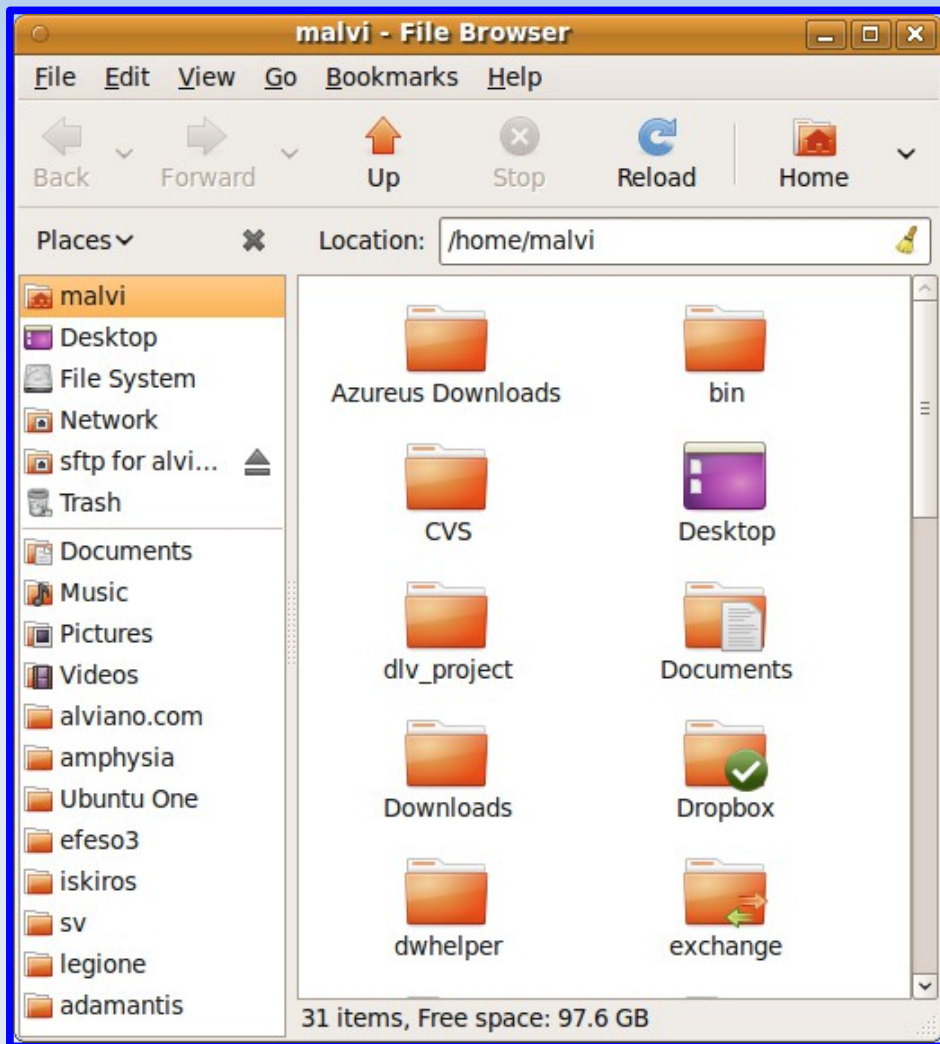 malvi - File Browser
File Edit View Go Bookmarks Help
Back Forward Up Stop Reload Home
Places Location: /home/malvi
malvi
Desktop
File System
Network
sftp for alvi...
Trash
Documents
Music
Pictures
Videos
alviano.com
amphysia
Ubuntu One
efeso3
iskiros
sv
legione
adamantis
Azureus Downloads bin
CVS Desktop
dlv_project Documents
Downloads Dropbox
dwhelper exchange
31 items, Free space: 97.6 GB